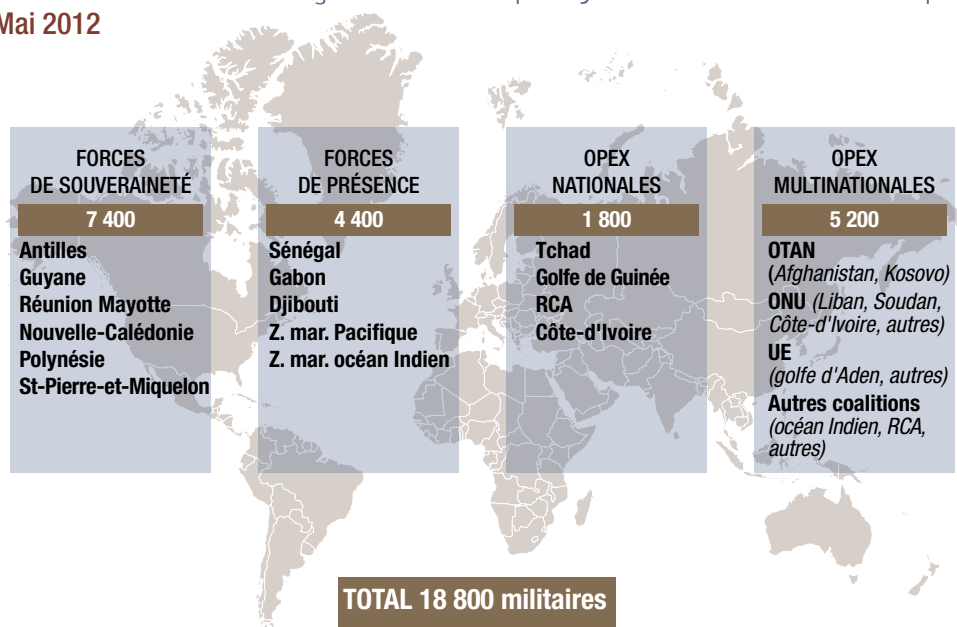 Mai 2012
FORCES
DE SOUVERAINETÉ
7 400
Antilles
Guyane
Réunion Mayotte
Nouvelle-Calédonie
Polynésie
St-Pierre-et-Miquelon
FORCES
DE PRÉSENCE
4 400
Sénégal
Gabon
Djibouti
Z. mar. Pacifique
Z. mar. océan Indien
OPEX
NATIONALES
1 800
Tchad
Golfe de Guinée
RCA
Côte-d'Ivoire
OPEX
MULTINATIONALES
5 200
OTAN
(Afghanistan, Kosovo)
ONU (Liban, Soudan,
Côte-d'Ivoire, autres)
UE
(golfe d'Aden, autres)
Autres coalitions
(océan Indien, RCA,
autres)
TOTAL 18 800 militaires